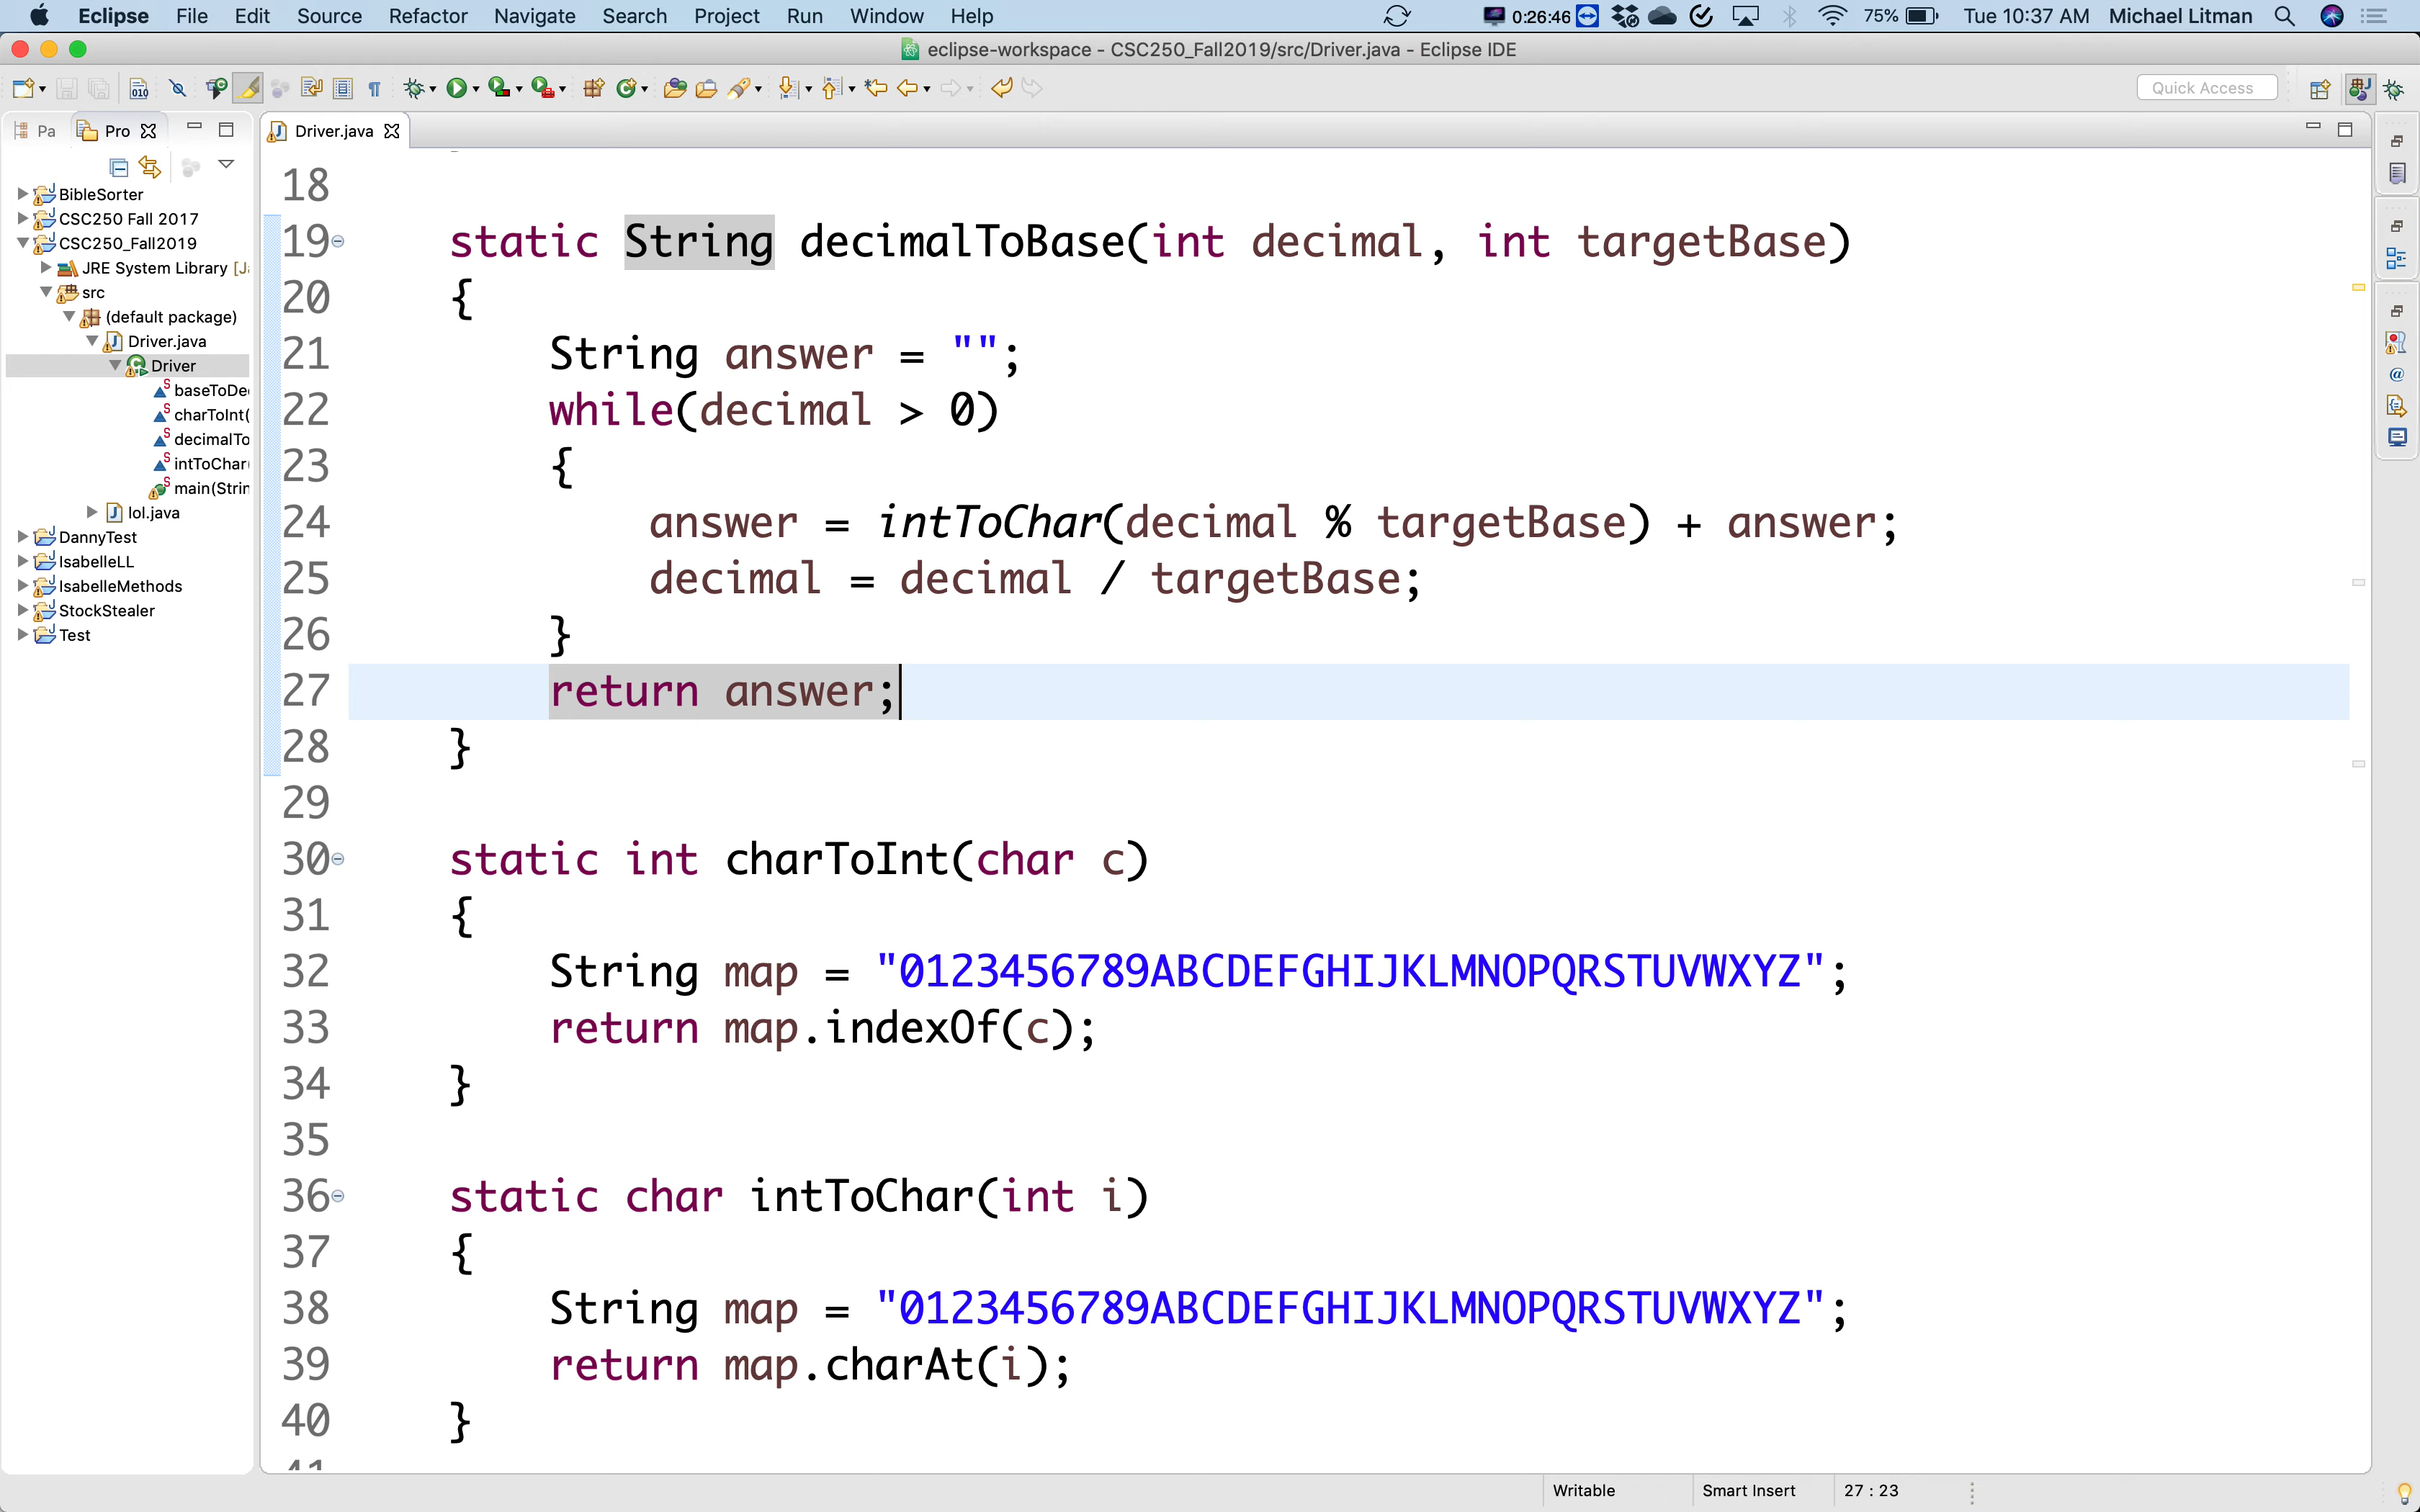 Eclipse File Edit Source Refactor Navigate Search Project Run Window Help 0:26:46 75% Tue 10:37 AM Michael Litman
eclipse-workspace - CSC250_Fall2019/src/Driver.java - Eclipse IDE
Quick Access
Pa Pro Driver.java
BibleSorter
CSC250 Fall 2017
CSC250_Fall2019
JRE System Library [Ja
src
(default package)
Driver.java
Driver
baseToDe
charToInt(
decimalTo
intToChar
main(Strin
lol.java
DannyTest
IsabelleLL
IsabelleMethods
StockStealer
Test
18
19 static String decimalToBase(int decimal, int targetBase)
20 {
21 String answer = "";
22 while(decimal > 0)
23 {
24 answer = intToChar(decimal % targetBase) + answer;
25 decimal = decimal / targetBase;
26 }
27 return answer;
28 }
29
30 static int charToInt(char c)
31 {
32 String map = "0123456789ABCDEFGHIJKLMNOPQRSTUVWXYZ";
33 return map.indexOf(c);
34 }
35
36 static char intToChar(int i)
37 {
38 String map = "0123456789ABCDEFGHIJKLMNOPQRSTUVWXYZ";
39 return map.charAt(i);
40 }
41
Writable Smart Insert 27 : 23